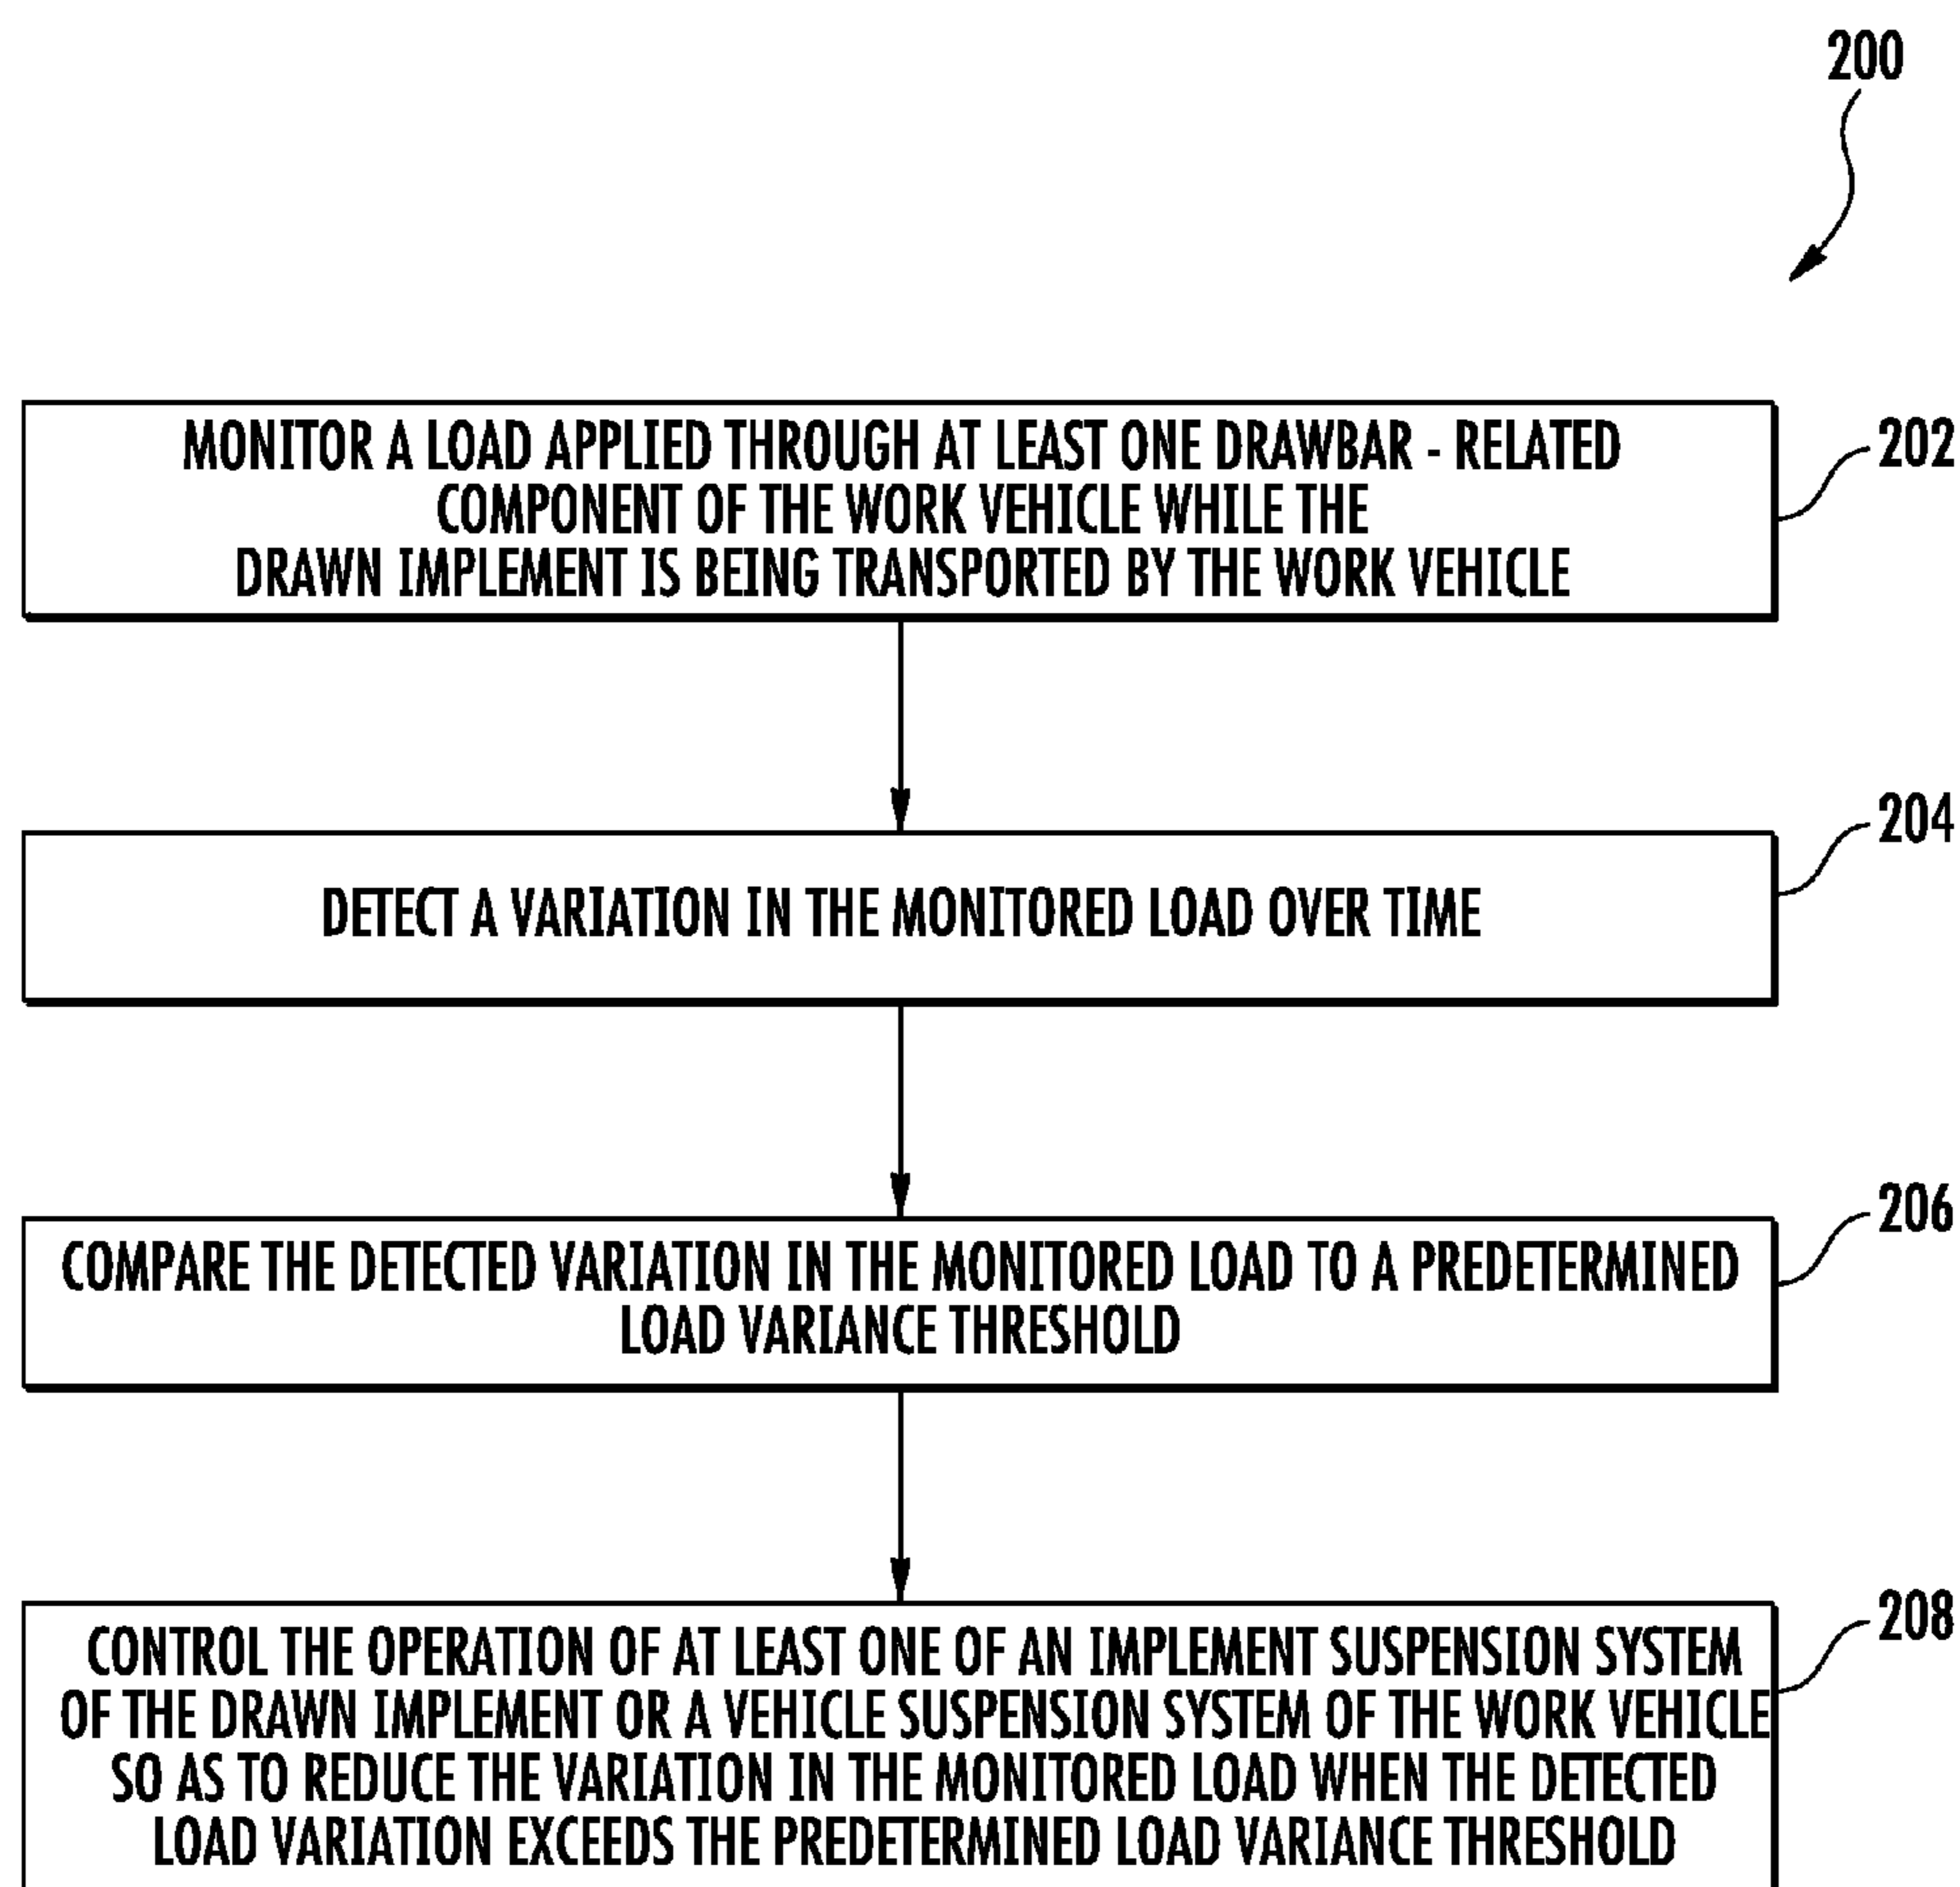 200
MONITOR A LOAD APPLIED THROUGH AT LEAST ONE DRAWBAR - RELATED
COMPONENT OF THE WORK VEHICLE WHILE THE
DRAWN IMPLEMENT IS BEING TRANSPORTED BY THE WORK VEHICLE
202
DETECT A VARIATION IN THE MONITORED LOAD OVER TIME
204
COMPARE THE DETECTED VARIATION IN THE MONITORED LOAD TO A PREDETERMINED
LOAD VARIANCE THRESHOLD
206
CONTROL THE OPERATION OF AT LEAST ONE OF AN IMPLEMENT SUSPENSION SYSTEM
OF THE DRAWN IMPLEMENT OR A VEHICLE SUSPENSION SYSTEM OF THE WORK VEHICLE
SO AS TO REDUCE THE VARIATION IN THE MONITORED LOAD WHEN THE DETECTED
LOAD VARIATION EXCEEDS THE PREDETERMINED LOAD VARIANCE THRESHOLD
208